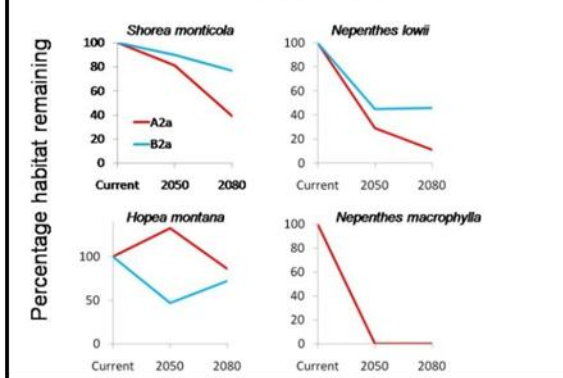 Percentage habitat remaining
Shorea monticola
100
80
60
40
20
0
A2a
B2a
Current 2050 2080
Nepenthes lowii
100
80
60
40
20
0
Current 2050 2080
Hopea montana
100
50
0
Current 2050 2080
Nepenthes macrophylla
100
80
60
40
20
0
Current 2050 2080